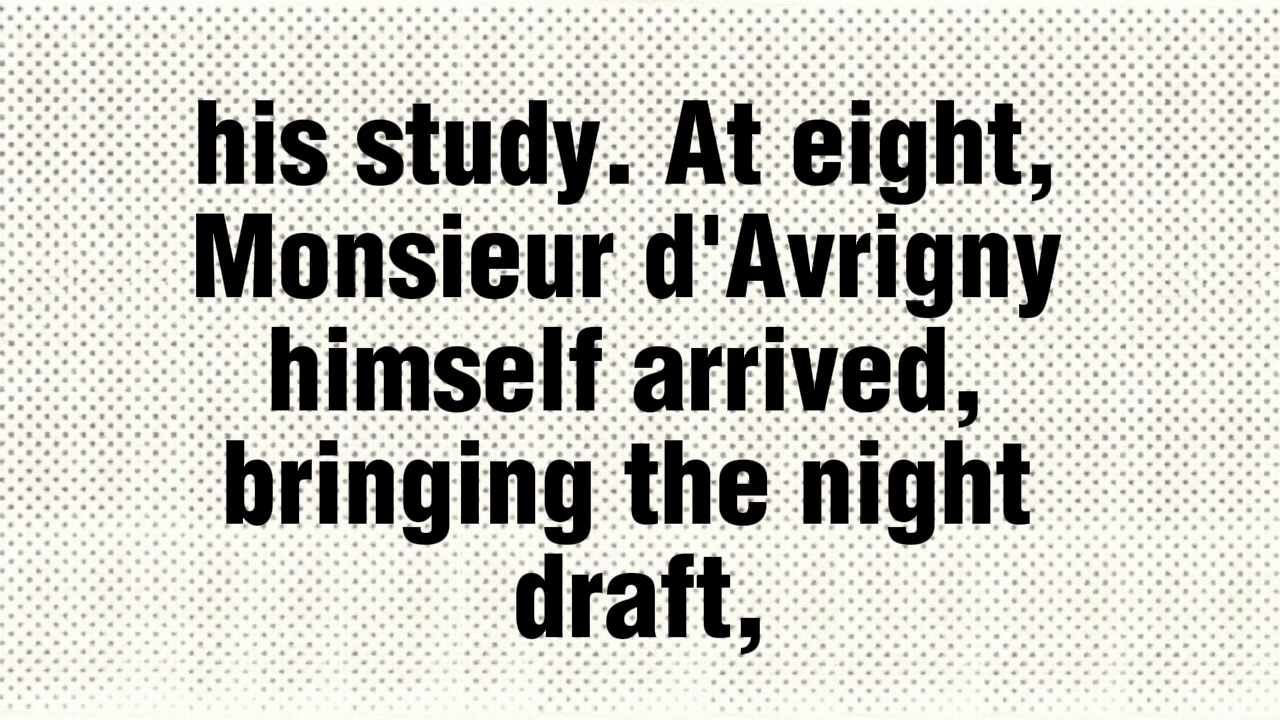 his study. At eight,
Monsieur d'Avrigny
himself arrived,
bringing the night
draft,